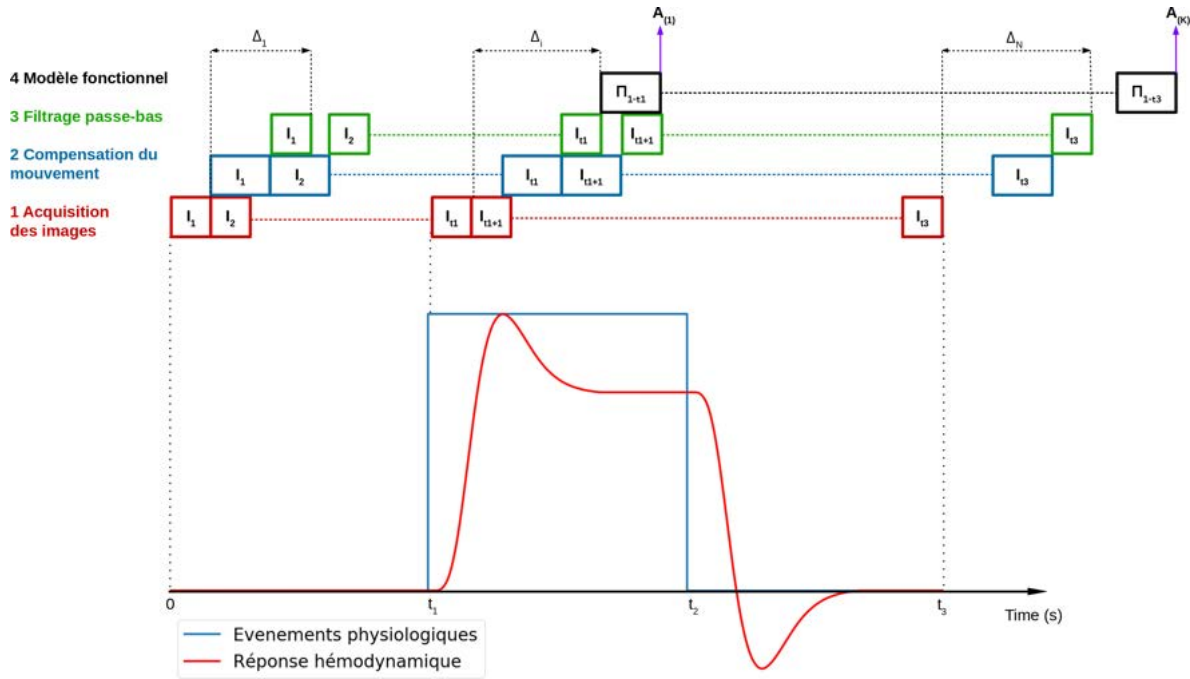 A(1)
A(K)
Δ1
Δi
ΔN
4 Modèle fonctionnel
Π1-t1
Π1-t3
3 Filtrage passe-bas
I1
I2
It1
It1+1
It3
2 Compensation du
mouvement
I1
I2
It1
It1+1
It3
1 Acquisition
des images
I1
I2
It1
It1+1
It3
0
t1
t2
t3
Time (s)
Evenements physiologiques
Réponse hémodynamique